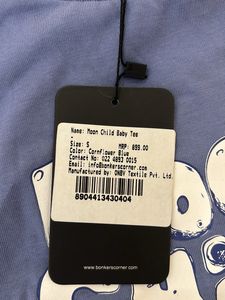 Name: Moon Child Baby Tee
-
Size: S MRP: 899.00
Color: Cornflower Blue
Contact No: 022 4893 0015
Email: info@bonkerscorner.com
Manufactured by: ONBY Textile Pvt. Ltd.
8904413430404
www.bonkerscorner.com